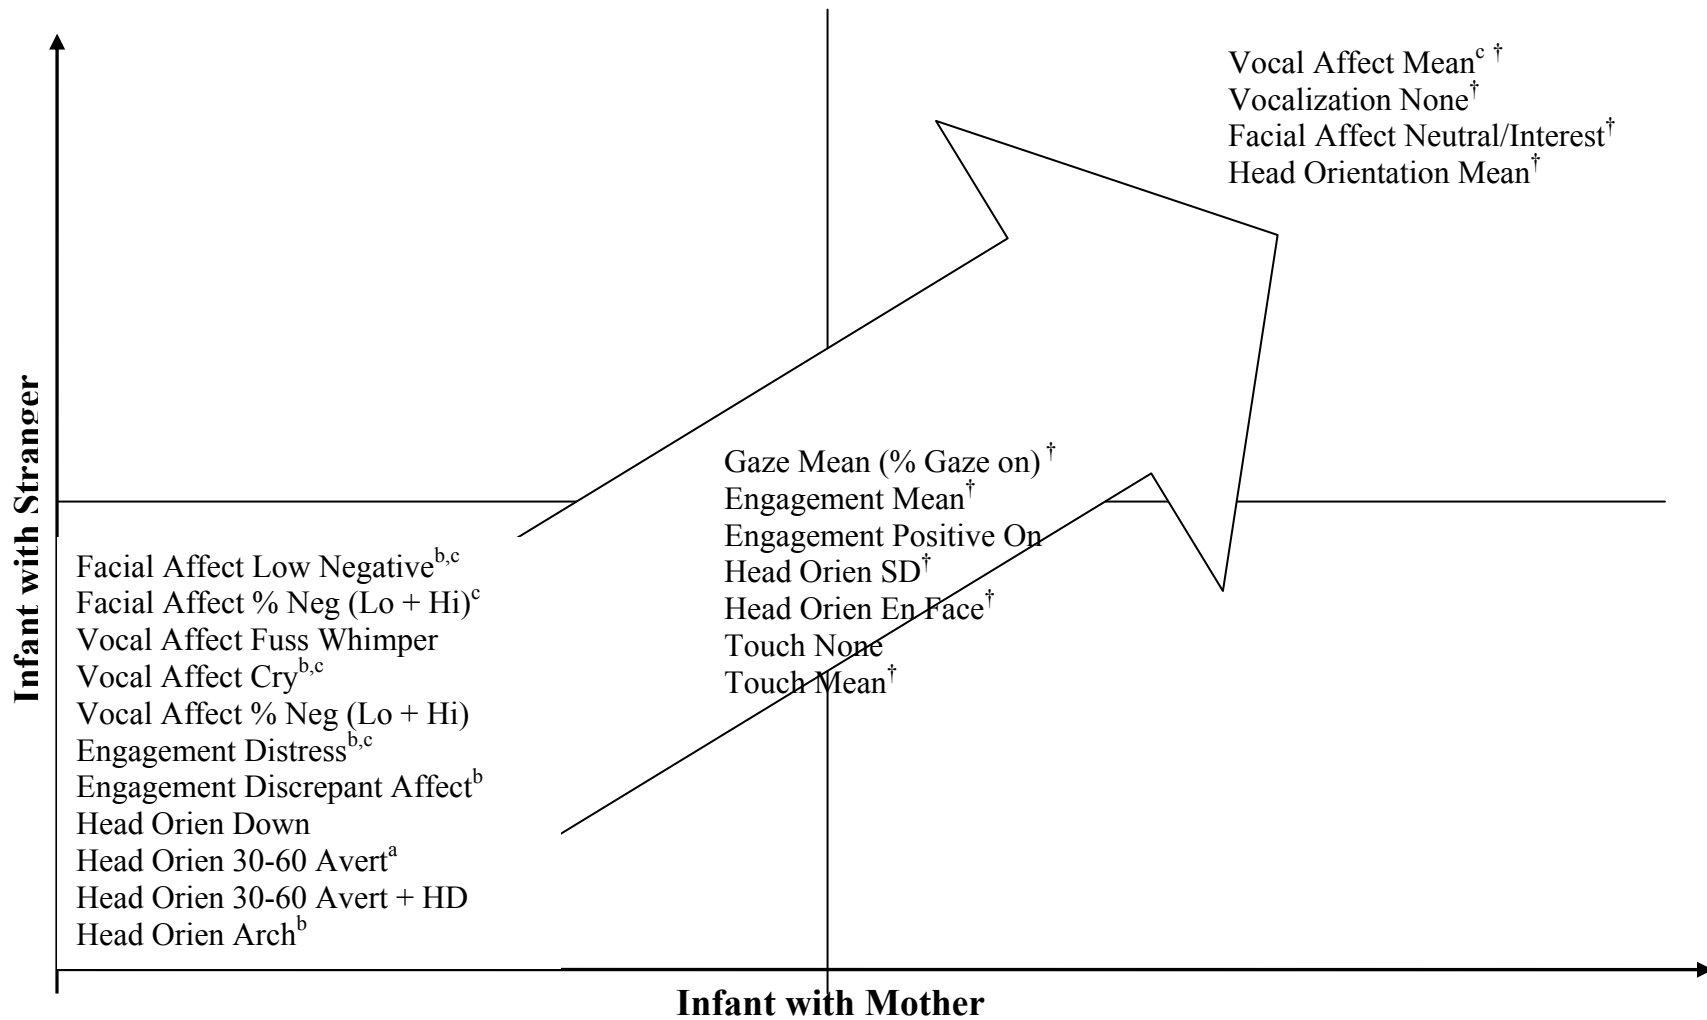 Vocal Affect Mean^c †
Vocalization None†
Facial Affect Neutral/Interest†
Head Orientation Mean†
Infant with Stranger
Gaze Mean (% Gaze on) †
Engagement Mean†
Engagement Positive On
Head Orien SD†
Head Orien En Face†
Touch None
Touch Mean†
Facial Affect Low Negative^b,c
Facial Affect % Neg (Lo + Hi)^c
Vocal Affect Fuss Whimper
Vocal Affect Cry^b,c
Vocal Affect % Neg (Lo + Hi)
Engagement Distress^b,c
Engagement Discrepant Affect^b
Head Orien Down
Head Orien 30-60 Avert^a
Head Orien 30-60 Avert + HD
Head Orien Arch^b
Infant with Mother